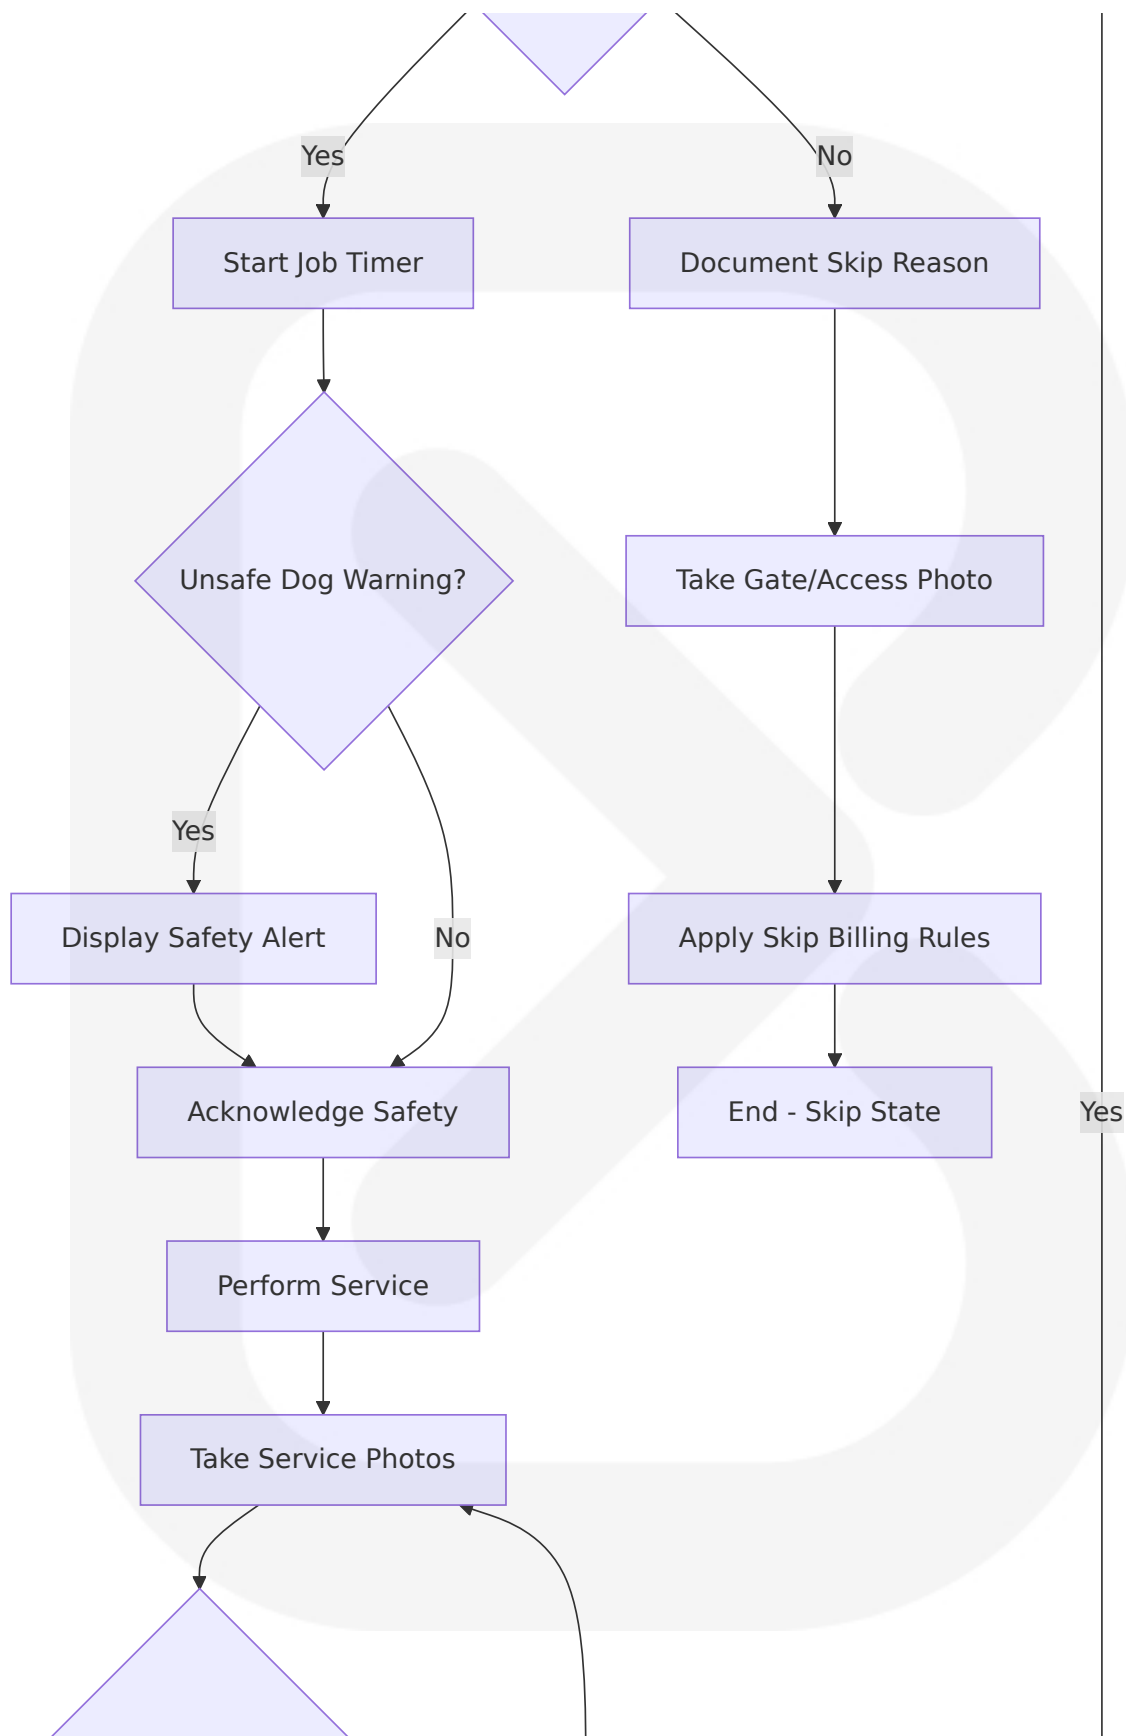 Yes
No
Start Job Timer
Document Skip Reason
Unsafe Dog Warning?
Take Gate/Access Photo
Yes
Display Safety Alert
No
Apply Skip Billing Rules
Acknowledge Safety
End - Skip State
Yes
Perform Service
Take Service Photos